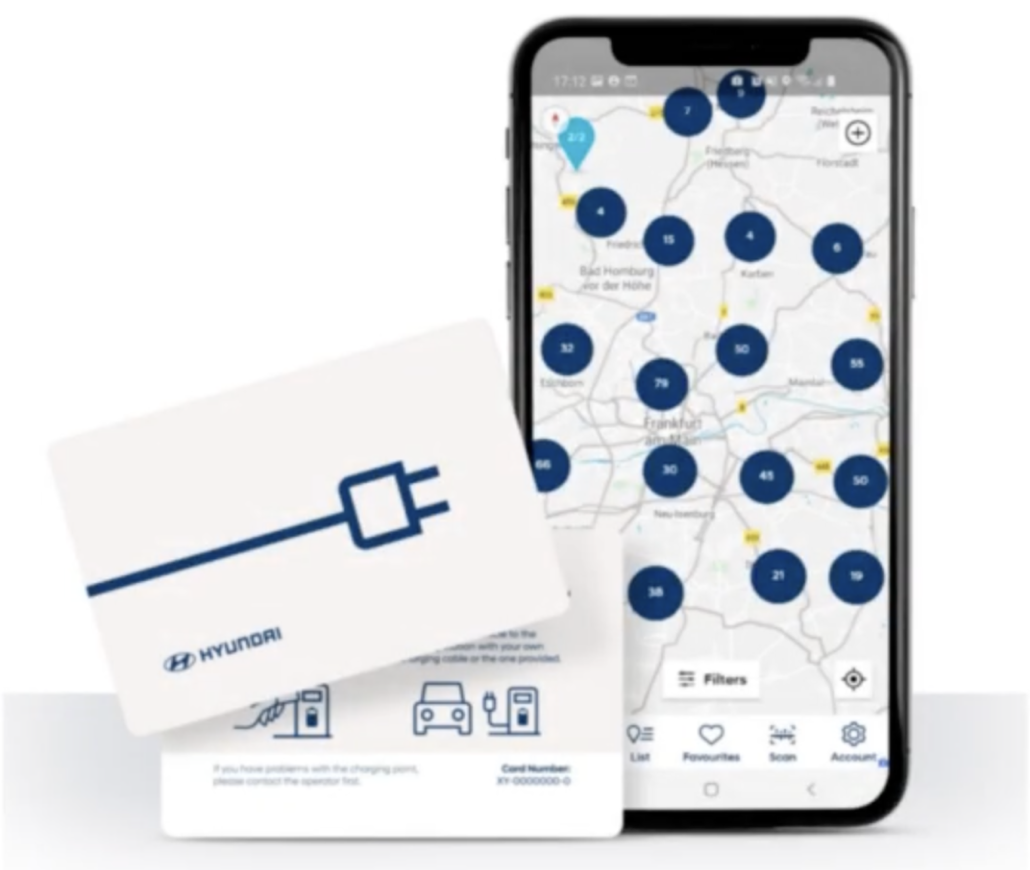 HYUNDAI
to the
with your own
charging cable or the one provided.
If you have problems with the charging point,
please contact the operator first.
Card Number:
XY-0000000-0
17:12
7
9
2/2
Friedberg
(Hessen)
4
15
4
6
Friedric
Bad Homburg
vor der Höhe
Karben
32
50
55
79
Eschborn
Maintal
Frankfurt
am Main
66
30
45
50
Neu-Isenburg
38
21
19
Filters
List
Favourites
Scan
Account